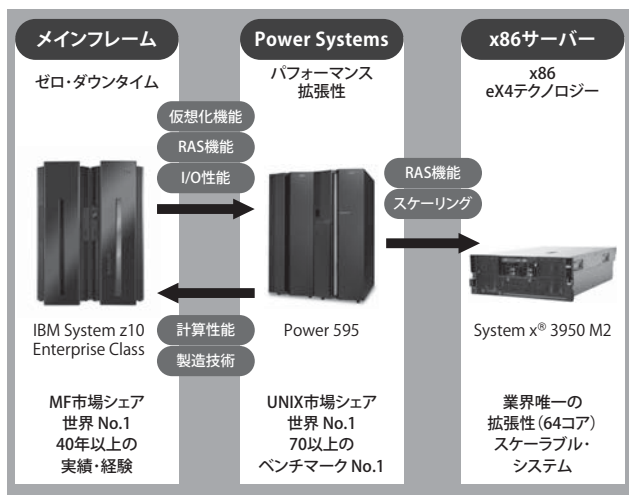 メインフレーム
ゼロ・ダウンタイム
Power Systems
パフォーマンス
拡張性
x86サーバー
x86
eX4テクノロジー
仮想化機能
RAS機能
I/O性能
RAS機能
スケーリング
計算性能
製造技術
IBM System z10
Enterprise Class
Power 595
System x® 3950 M2
MF市場シェア
世界 No.1
40年以上の
実績・経験
UNIX市場シェア
世界 No.1
70以上の
ベンチマーク No.1
業界唯一の
拡張性（64コア）
スケーラブル・
システム